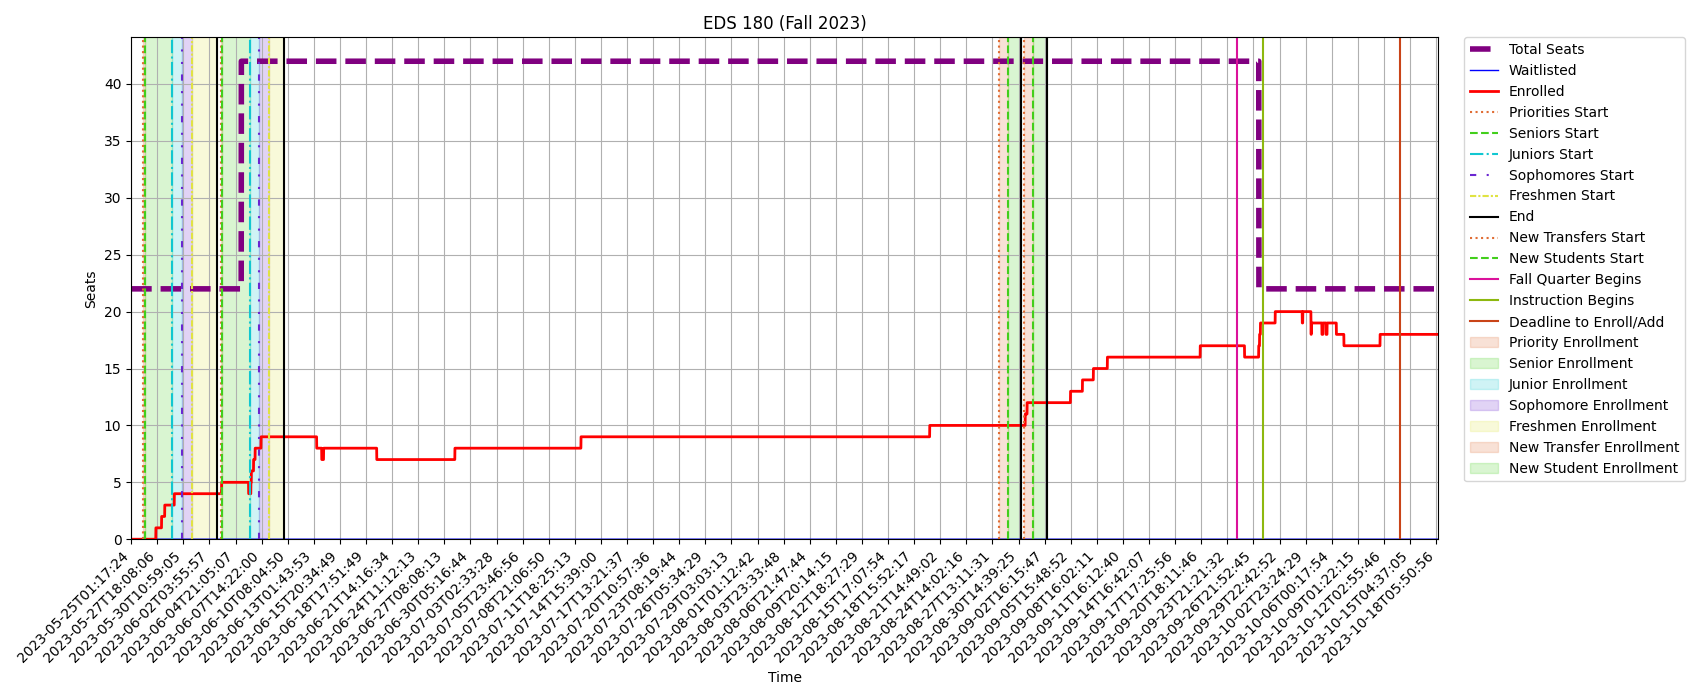 EDS 180 (Fall 2023)
Seats
40
35
30
25
20
15
10
5
0
2023-05-25T01:17:24
2023-05-27T18:08:06
2023-05-30T10:59:05
2023-06-02T03:55:57
2023-06-04T21:05:07
2023-06-07T14:22:00
2023-06-10T08:04:50
2023-06-13T01:43:53
2023-06-15T20:34:49
2023-06-18T17:51:49
2023-06-21T14:16:34
2023-06-24T11:12:13
2023-06-27T08:08:13
2023-06-30T05:16:44
2023-07-03T02:33:28
2023-07-05T23:46:56
2023-07-08T21:06:50
2023-07-11T18:25:13
2023-07-14T15:39:00
2023-07-17T13:21:37
2023-07-20T10:57:36
2023-07-23T08:19:44
2023-07-26T05:34:29
2023-07-29T03:03:13
2023-08-01T01:12:42
2023-08-03T23:33:48
2023-08-06T21:47:44
2023-08-09T20:14:15
2023-08-12T18:27:29
2023-08-15T17:07:54
2023-08-18T15:52:17
2023-08-21T14:49:02
2023-08-24T14:02:16
2023-08-27T13:11:31
2023-08-30T14:39:25
2023-09-02T16:15:47
2023-09-05T15:48:52
2023-09-08T16:02:11
2023-09-11T16:12:40
2023-09-14T16:42:07
2023-09-17T17:25:56
2023-09-20T18:11:46
2023-09-23T21:21:32
2023-09-26T21:52:45
2023-09-29T22:42:52
2023-10-02T23:24:29
2023-10-06T00:17:54
2023-10-09T01:22:15
2023-10-12T02:55:46
2023-10-15T04:37:05
2023-10-18T05:50:56
Time
Total Seats
Waitlisted
Enrolled
Priorities Start
Seniors Start
Juniors Start
Sophomores Start
Freshmen Start
End
New Transfers Start
New Students Start
Fall Quarter Begins
Instruction Begins
Deadline to Enroll/Add
Priority Enrollment
Senior Enrollment
Junior Enrollment
Sophomore Enrollment
Freshmen Enrollment
New Transfer Enrollment
New Student Enrollment